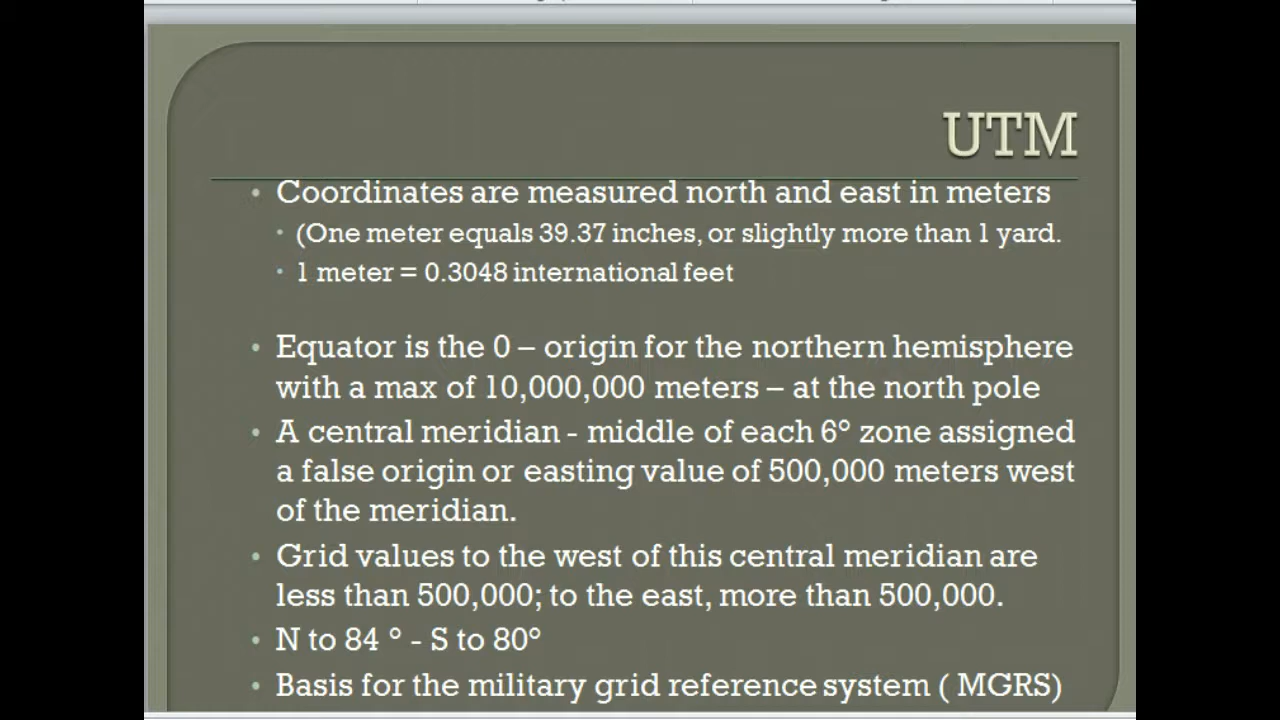 UTM
• Coordinates are measured north and east in meters
• (One meter equals 39.37 inches, or slightly more than 1 yard.
• 1 meter = 0.3048 international feet
• Equator is the 0 – origin for the northern hemisphere
with a max of 10,000,000 meters – at the north pole
• A central meridian - middle of each 6° zone assigned
a false origin or easting value of 500,000 meters west
of the meridian.
• Grid values to the west of this central meridian are
less than 500,000; to the east, more than 500,000.
• N to 84 ° - S to 80°
• Basis for the military grid reference system ( MGRS)